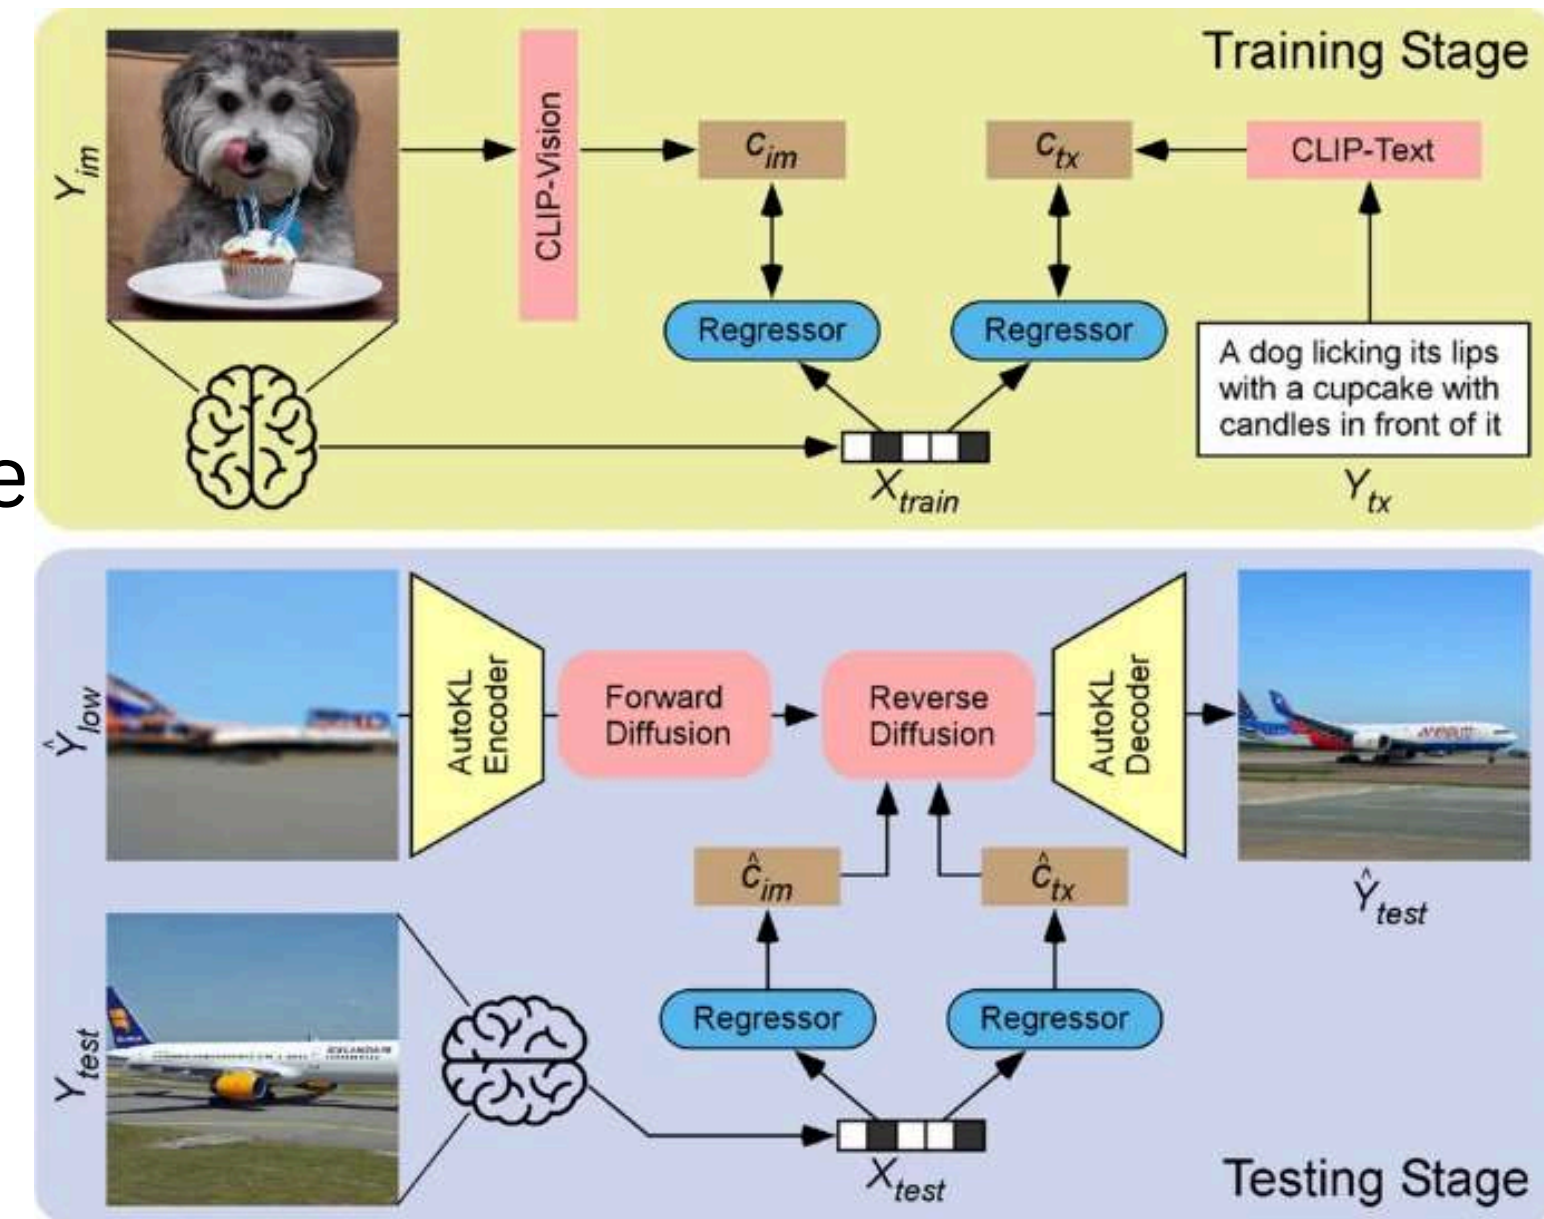 Training Stage
Y_im
CLIP-Vision
c_im
c_tx
CLIP-Text
Regressor
Regressor
A dog licking its lips
with a cupcake with
candles in front of it
X_train
Y_tx
e
Ŷ_low
AutoKL
Encoder
Forward
Diffusion
Reverse
Diffusion
AutoKL
Decoder
ĉ_im
ĉ_tx
Ŷ_test
Y_test
ICELANDAIR
Regressor
Regressor
X_test
Testing Stage